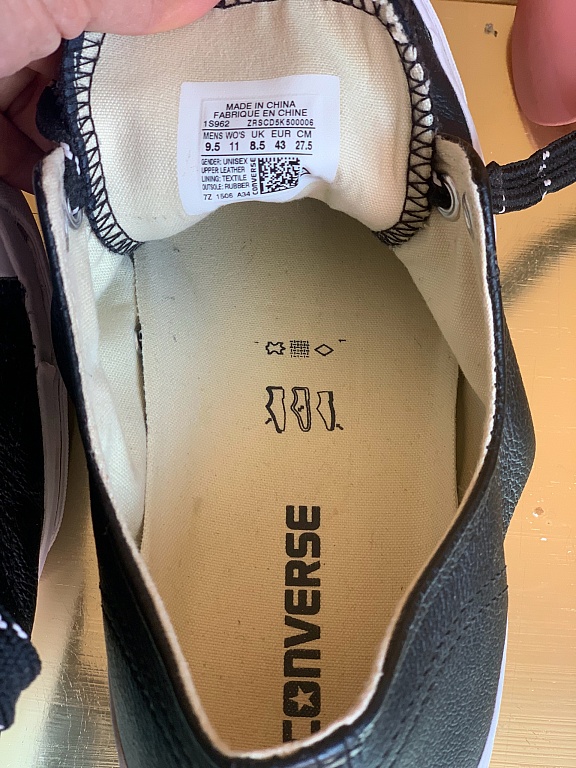 MADE IN CHINA
FABRIQUE EN CHINE
1S962 ZRSCD5K500006
MENS WO'S UK EUR CM
9.5 11 8.5 43 27.5
GENDER: UNISEX
UPPER LEATHER
LINING: TEXTILE
OUTSOLE: RUBBER
CONVERSE
7Z 1506 A34
CONVERSE